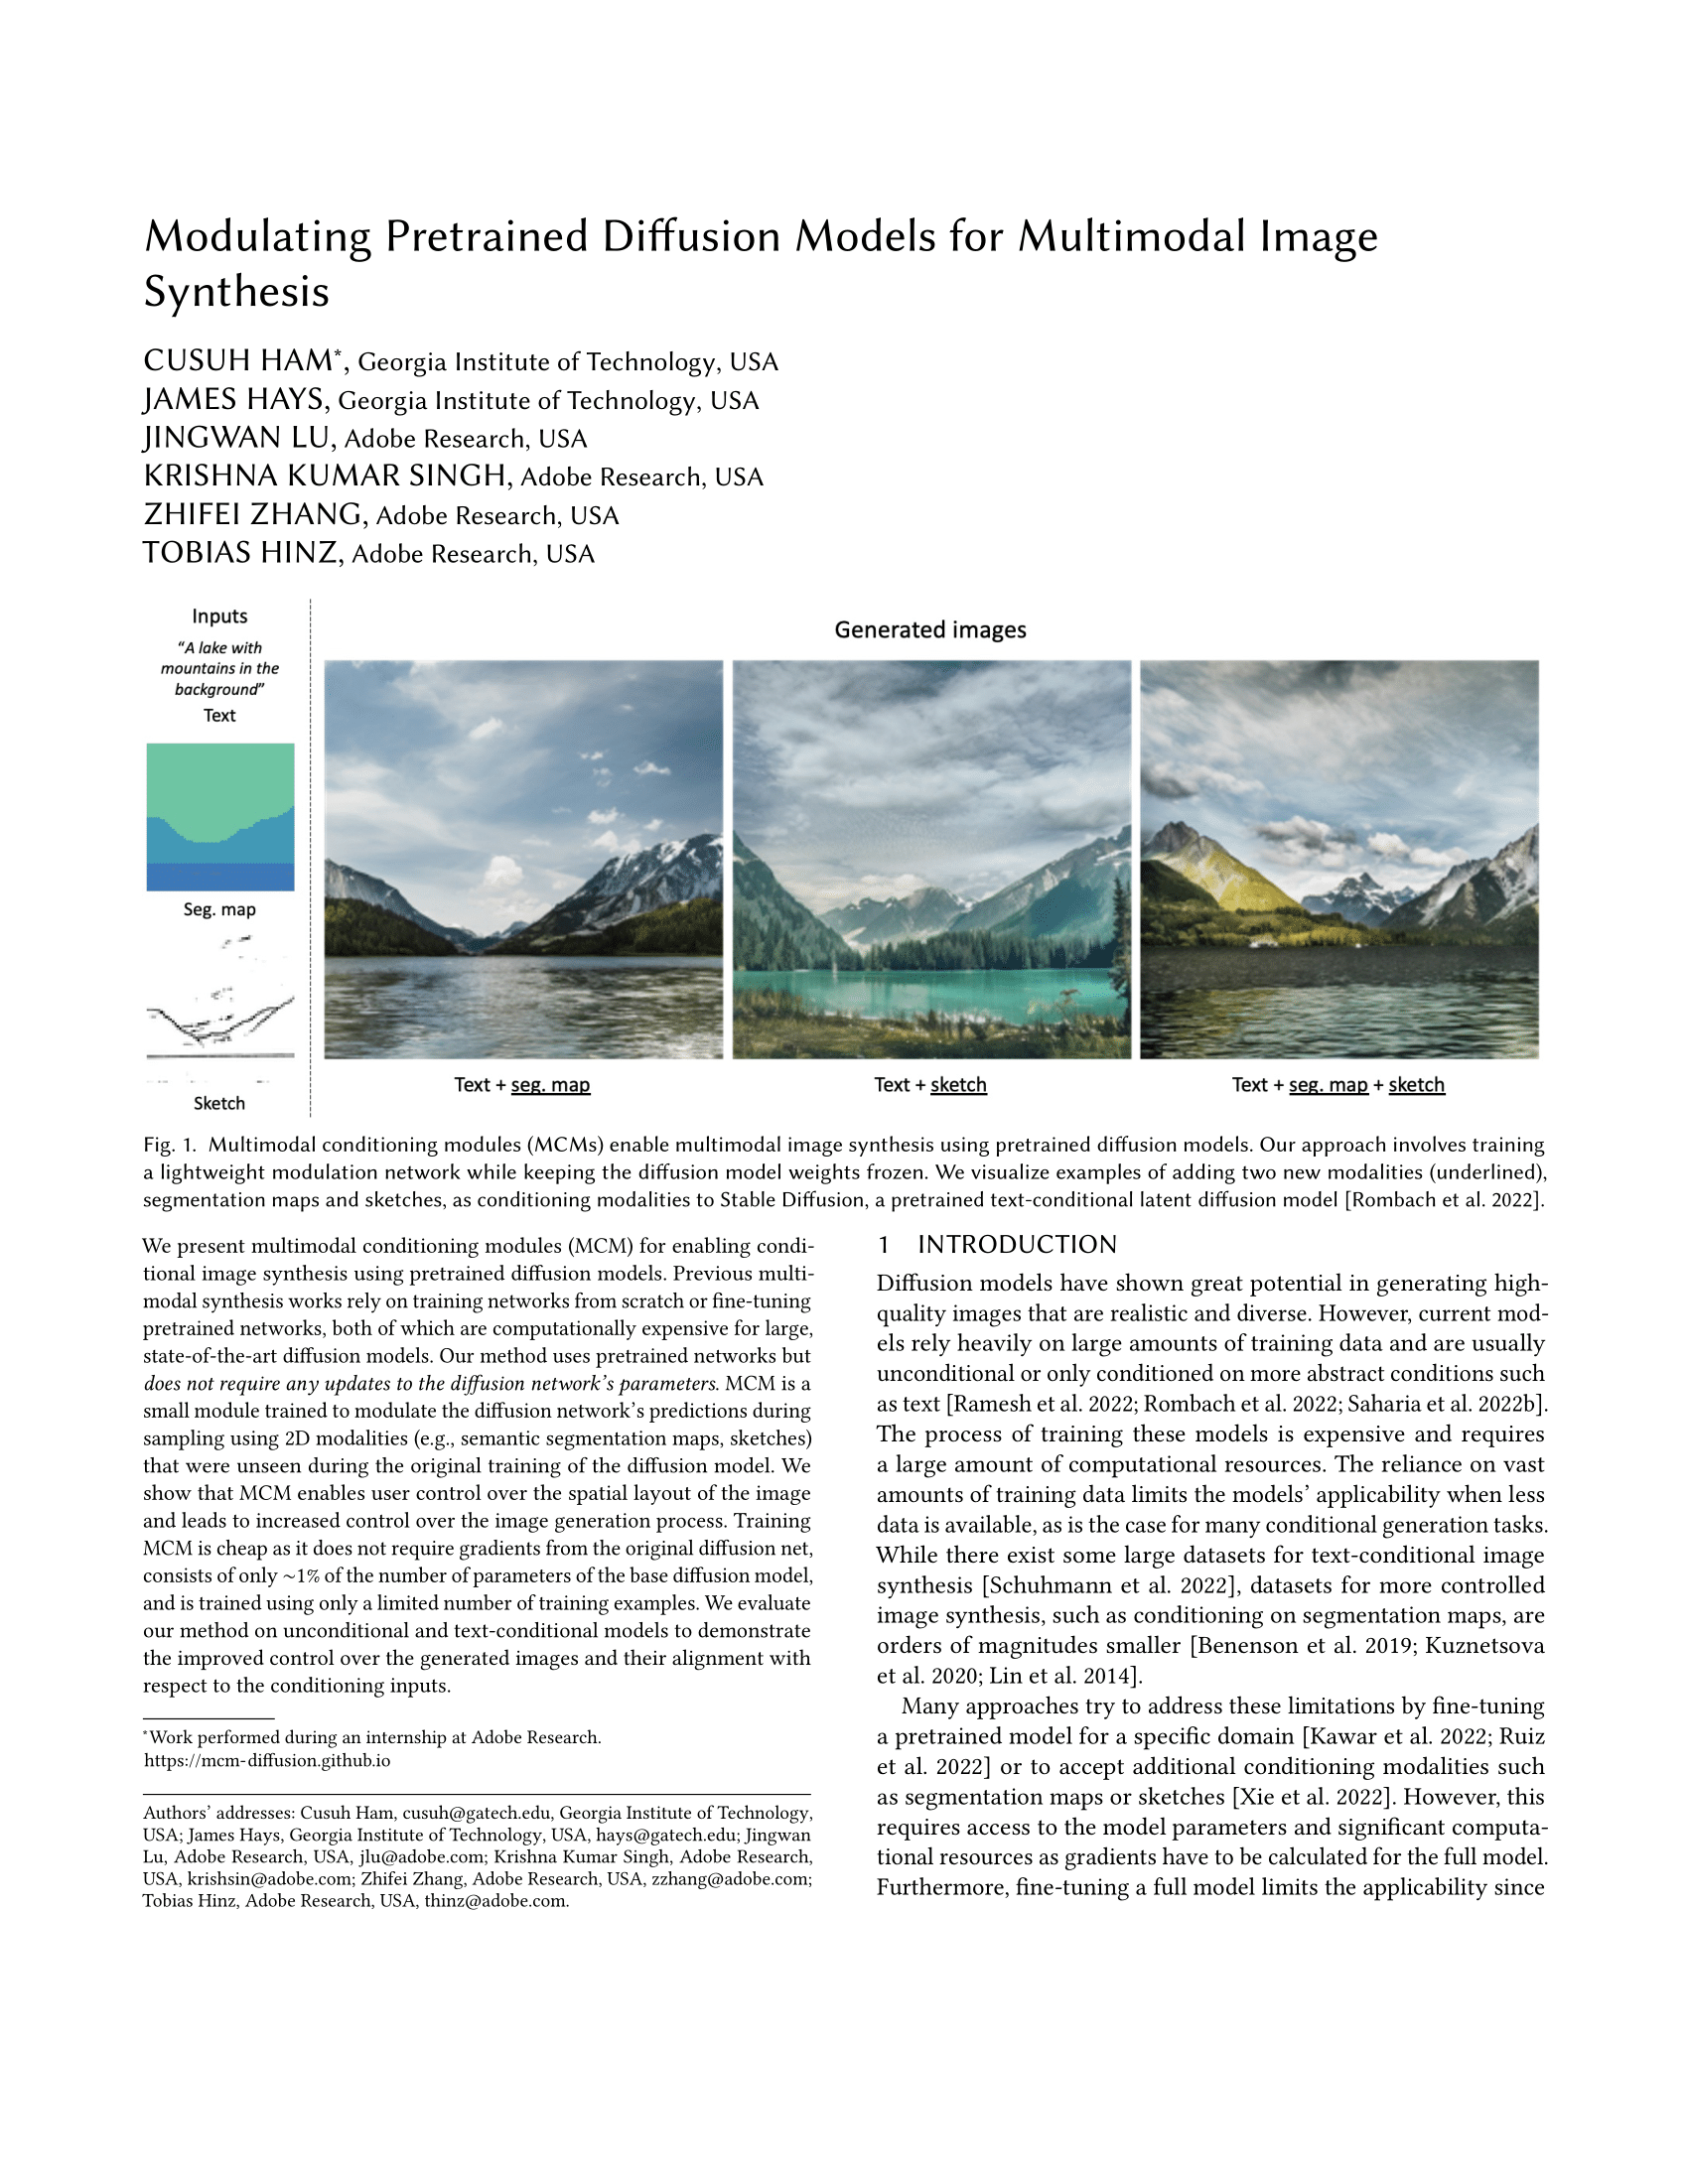 Modulating Pretrained Diffusion Models for Multimodal Image
Synthesis
CUSUH HAM*, Georgia Institute of Technology, USA
JAMES HAYS, Georgia Institute of Technology, USA
JINGWAN LU, Adobe Research, USA
KRISHNA KUMAR SINGH, Adobe Research, USA
ZHIFEI ZHANG, Adobe Research, USA
TOBIAS HINZ, Adobe Research, USA
Inputs
“A lake with
mountains in the
background”
Text
Seg. map
Sketch
Generated images
Text + seg. map
Text + sketch
Text + seg. map + sketch
Fig. 1. Multimodal conditioning modules (MCMs) enable multimodal image synthesis using pretrained diffusion models. Our approach involves training
a lightweight modulation network while keeping the diffusion model weights frozen. We visualize examples of adding two new modalities (underlined),
segmentation maps and sketches, as conditioning modalities to Stable Diffusion, a pretrained text-conditional latent diffusion model [Rombach et al. 2022].
We present multimodal conditioning modules (MCM) for enabling condi-
tional image synthesis using pretrained diffusion models. Previous multi-
modal synthesis works rely on training networks from scratch or fine-tuning
pretrained networks, both of which are computationally expensive for large,
state-of-the-art diffusion models. Our method uses pretrained networks but
does not require any updates to the diffusion network’s parameters. MCM is a
small module trained to modulate the diffusion network’s predictions during
sampling using 2D modalities (e.g., semantic segmentation maps, sketches)
that were unseen during the original training of the diffusion model. We
show that MCM enables user control over the spatial layout of the image
and leads to increased control over the image generation process. Training
MCM is cheap as it does not require gradients from the original diffusion net,
consists of only ~1% of the number of parameters of the base diffusion model,
and is trained using only a limited number of training examples. We evaluate
our method on unconditional and text-conditional models to demonstrate
the improved control over the generated images and their alignment with
respect to the conditioning inputs.
*Work performed during an internship at Adobe Research.
https://mcm-diffusion.github.io
Authors’ addresses: Cusuh Ham, cusuh@gatech.edu, Georgia Institute of Technology,
USA; James Hays, Georgia Institute of Technology, USA, hays@gatech.edu; Jingwan
Lu, Adobe Research, USA, jlu@adobe.com; Krishna Kumar Singh, Adobe Research,
USA, krishsin@adobe.com; Zhifei Zhang, Adobe Research, USA, zzhang@adobe.com;
Tobias Hinz, Adobe Research, USA, thinz@adobe.com.
1 INTRODUCTION
Diffusion models have shown great potential in generating high-
quality images that are realistic and diverse. However, current mod-
els rely heavily on large amounts of training data and are usually
unconditional or only conditioned on more abstract conditions such
as text [Ramesh et al. 2022; Rombach et al. 2022; Saharia et al. 2022b].
The process of training these models is expensive and requires
a large amount of computational resources. The reliance on vast
amounts of training data limits the models’ applicability when less
data is available, as is the case for many conditional generation tasks.
While there exist some large datasets for text-conditional image
synthesis [Schuhmann et al. 2022], datasets for more controlled
image synthesis, such as conditioning on segmentation maps, are
orders of magnitudes smaller [Benenson et al. 2019; Kuznetsova
et al. 2020; Lin et al. 2014].
Many approaches try to address these limitations by fine-tuning
a pretrained model for a specific domain [Kawar et al. 2022; Ruiz
et al. 2022] or to accept additional conditioning modalities such
as segmentation maps or sketches [Xie et al. 2022]. However, this
requires access to the model parameters and significant computa-
tional resources as gradients have to be calculated for the full model.
Furthermore, fine-tuning a full model limits the applicability since